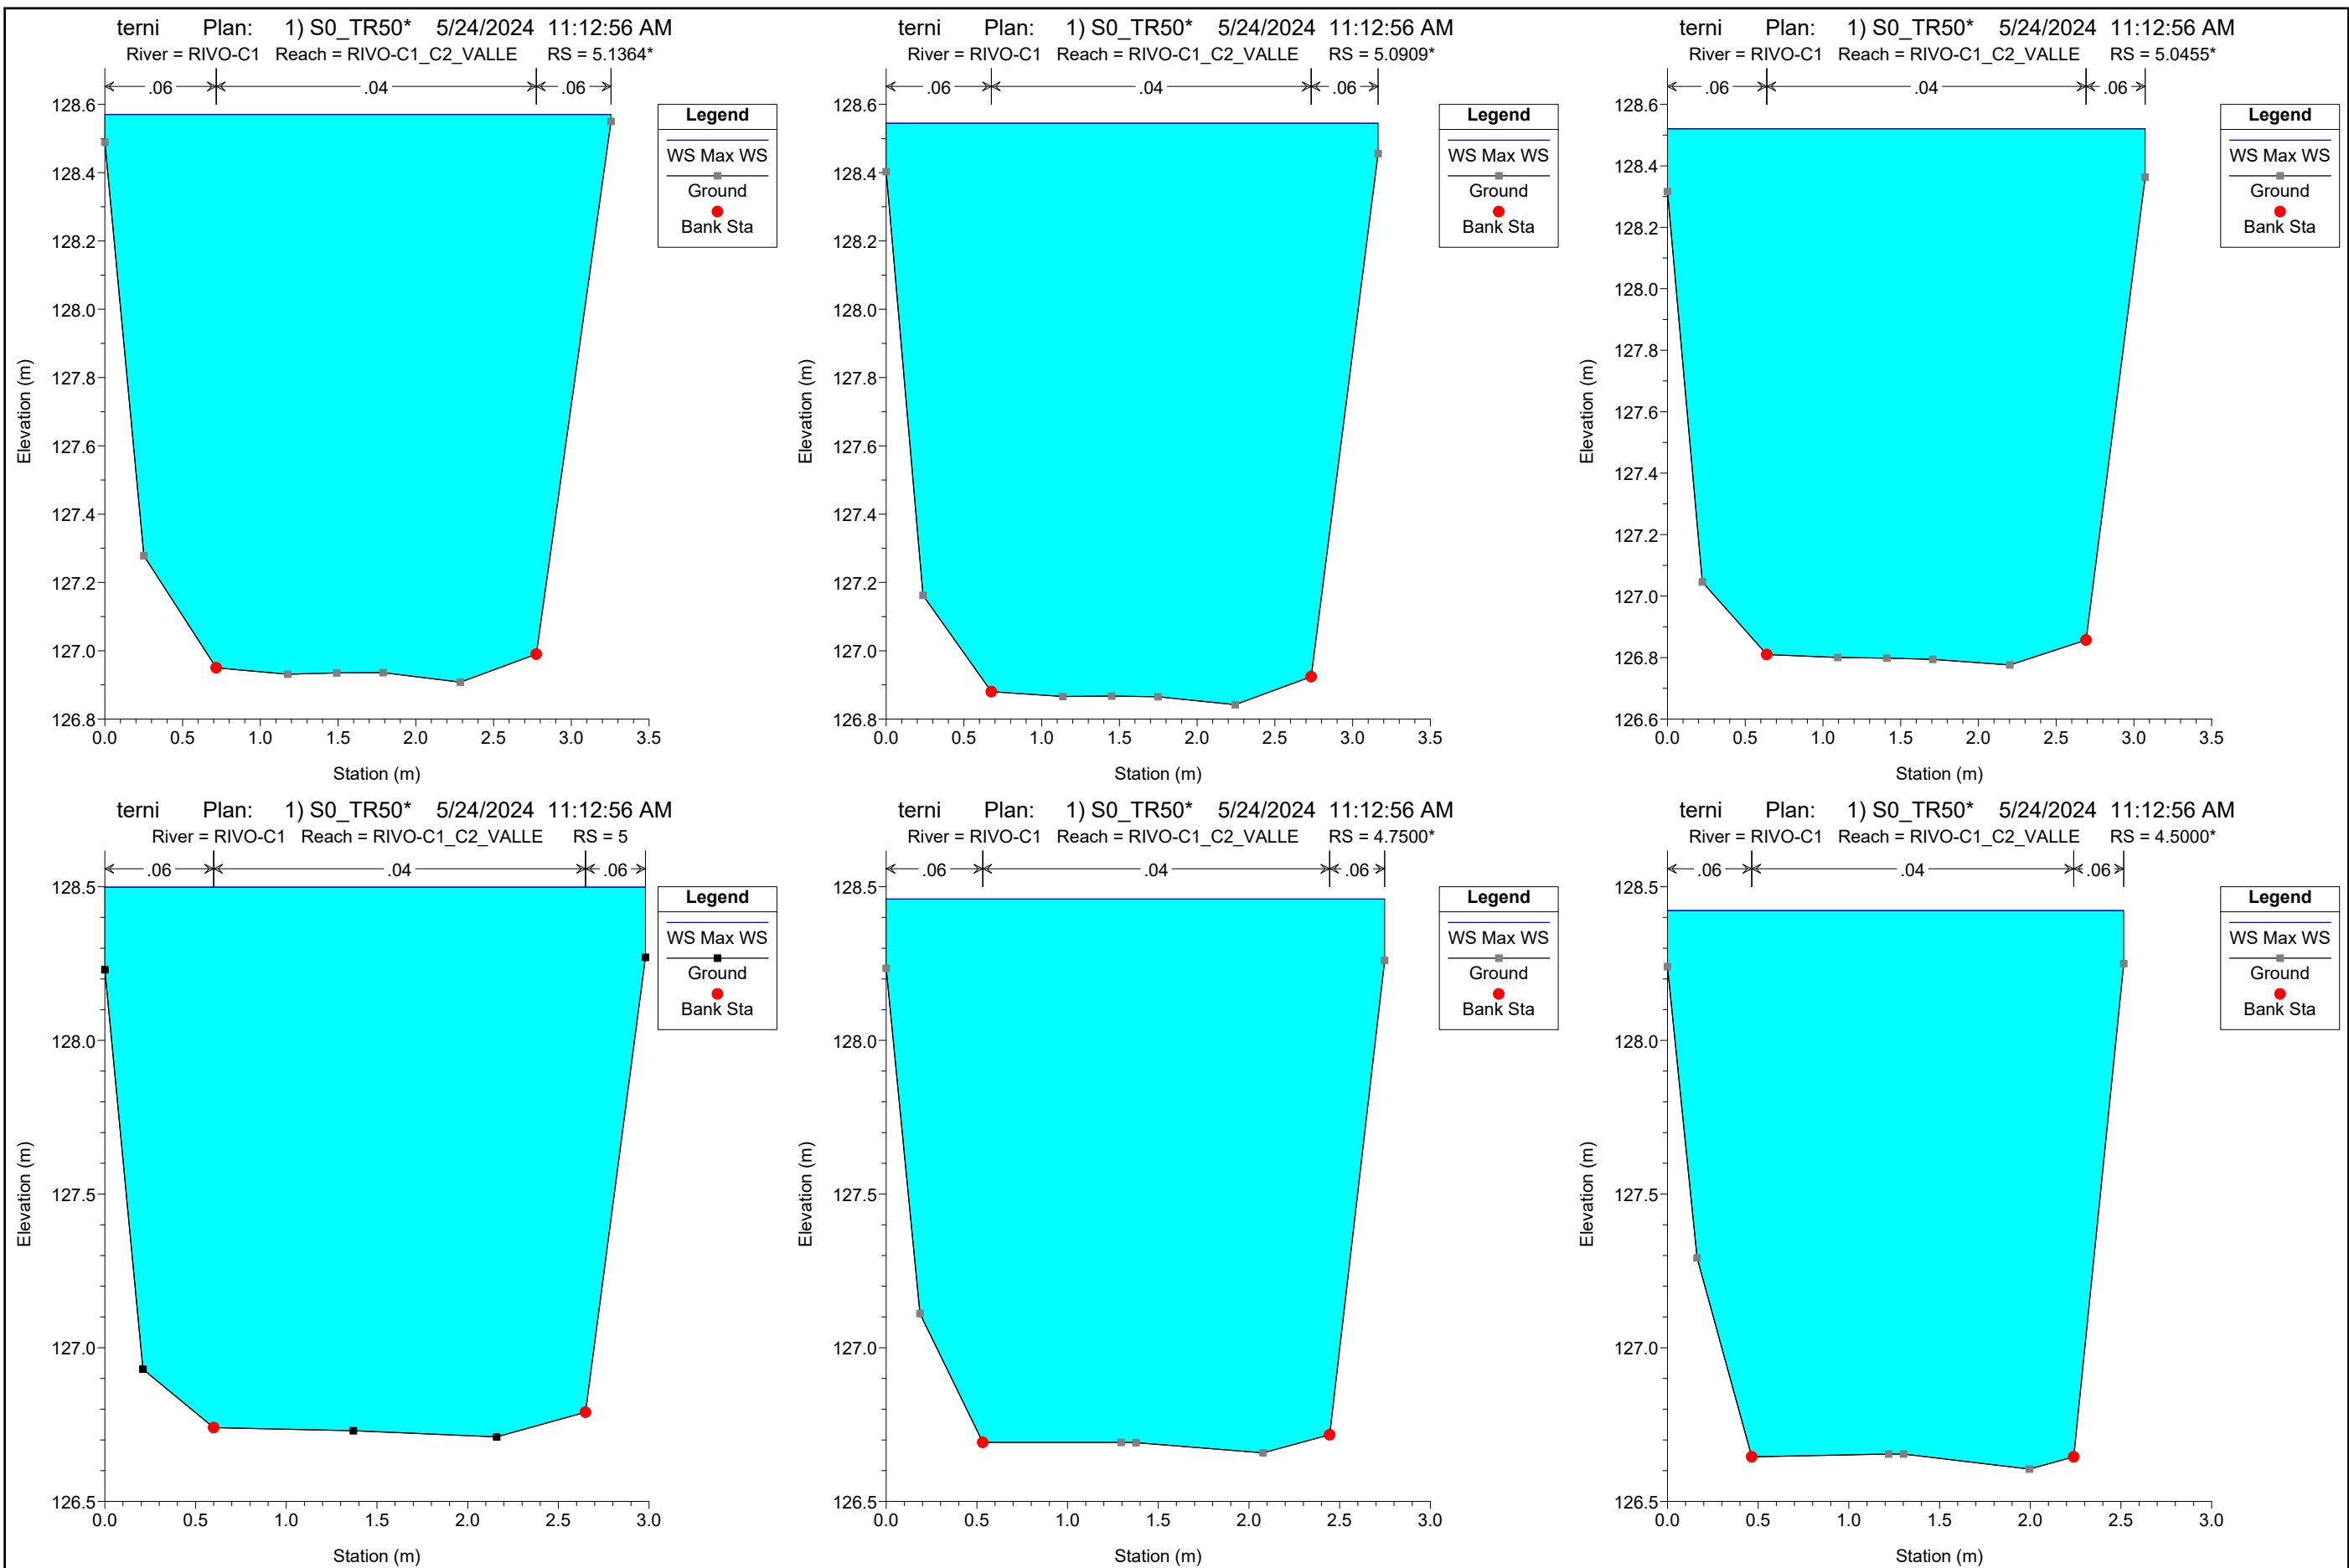 terni Plan: 1) S0_TR50* 5/24/2024 11:12:56 AM
River = RIVO-C1 Reach = RIVO-C1_C2_VALLE RS = 5.1364*
.06 .04 .06
Legend
WS Max WS
Ground
Bank Sta
128.6
128.4
128.2
128.0
127.8
127.6
127.4
127.2
127.0
126.8
Elevation (m)
0.0 0.5 1.0 1.5 2.0 2.5 3.0 3.5
Station (m)
terni Plan: 1) S0_TR50* 5/24/2024 11:12:56 AM
River = RIVO-C1 Reach = RIVO-C1_C2_VALLE RS = 5.0909*
.06 .04 .06
Legend
WS Max WS
Ground
Bank Sta
128.6
128.4
128.2
128.0
127.8
127.6
127.4
127.2
127.0
126.8
Elevation (m)
0.0 0.5 1.0 1.5 2.0 2.5 3.0 3.5
Station (m)
terni Plan: 1) S0_TR50* 5/24/2024 11:12:56 AM
River = RIVO-C1 Reach = RIVO-C1_C2_VALLE RS = 5.0455*
.06 .04 .06
Legend
WS Max WS
Ground
Bank Sta
128.6
128.4
128.2
128.0
127.8
127.6
127.4
127.2
127.0
126.8
126.6
Elevation (m)
0.0 0.5 1.0 1.5 2.0 2.5 3.0 3.5
Station (m)
terni Plan: 1) S0_TR50* 5/24/2024 11:12:56 AM
River = RIVO-C1 Reach = RIVO-C1_C2_VALLE RS = 5
.06 .04 .06
Legend
WS Max WS
Ground
Bank Sta
128.5
128.0
127.5
127.0
126.5
Elevation (m)
0.0 0.5 1.0 1.5 2.0 2.5 3.0
Station (m)
terni Plan: 1) S0_TR50* 5/24/2024 11:12:56 AM
River = RIVO-C1 Reach = RIVO-C1_C2_VALLE RS = 4.7500*
.06 .04 .06
Legend
WS Max WS
Ground
Bank Sta
128.5
128.0
127.5
127.0
126.5
Elevation (m)
0.0 0.5 1.0 1.5 2.0 2.5 3.0
Station (m)
terni Plan: 1) S0_TR50* 5/24/2024 11:12:56 AM
River = RIVO-C1 Reach = RIVO-C1_C2_VALLE RS = 4.5000*
.06 .04 .06
Legend
WS Max WS
Ground
Bank Sta
128.5
128.0
127.5
127.0
126.5
Elevation (m)
0.0 0.5 1.0 1.5 2.0 2.5 3.0
Station (m)